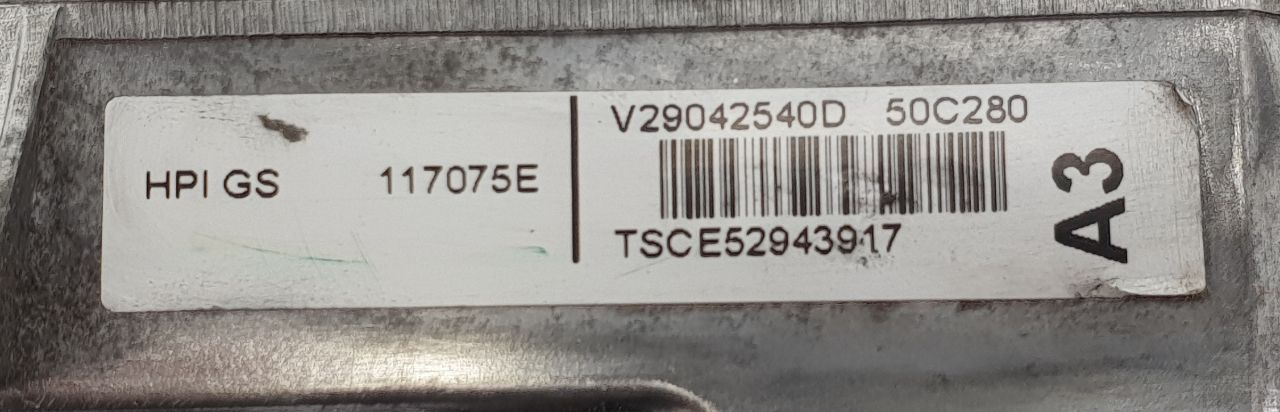 HPI GS 117075E
V29042540D 50C280
TSCE52943917
A3